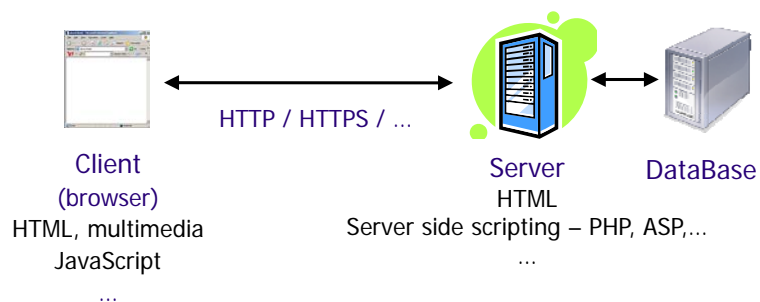 HTTP / HTTPS / ...
Client
(browser)
HTML, multimedia
JavaScript
...
Server
HTML
Server side scripting – PHP, ASP,...
...
DataBase